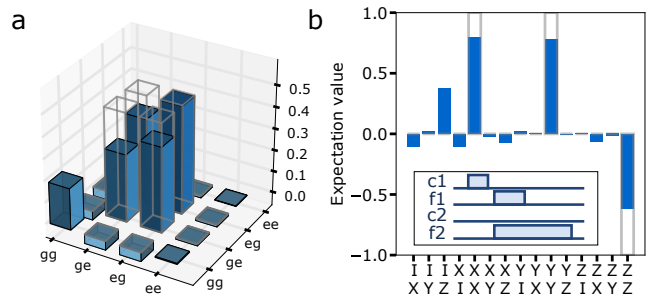 a
0.5
0.4
0.3
0.2
0.1
0.0
gg
ge
eg
ee
gg
ge
eg
ee
b
Expectation value
1.0
0.5
0.0
−0.5
−1.0
c1
f1
c2
f2
I I I X X X X Y Y Y Y Z Z Z Z
X Y Z I X Y Z I X Y Z I X Y Z